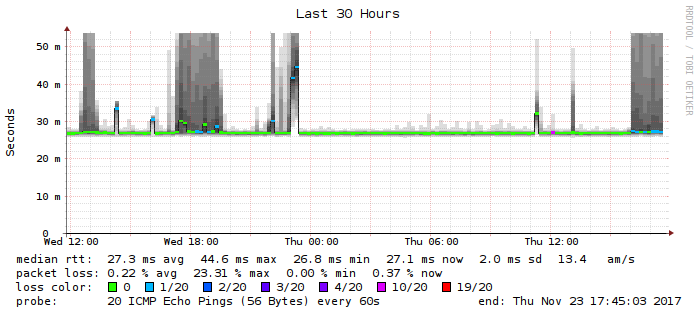 Last 30 Hours
RRDTOOL / TOBI OETIKER
Seconds
50 m
40 m
30 m
20 m
10 m
0
Wed 12:00 Wed 18:00 Thu 00:00 Thu 06:00 Thu 12:00
median rtt: 27.3 ms avg 44.6 ms max 26.8 ms min 27.1 ms now 2.0 ms sd 13.4 am/s
packet loss: 0.22 % avg 23.31 % max 0.00 % min 0.37 % now
loss color: 0 1/20 2/20 3/20 4/20 10/20 19/20
probe: 20 ICMP Echo Pings (56 Bytes) every 60s end: Thu Nov 23 17:45:03 2017